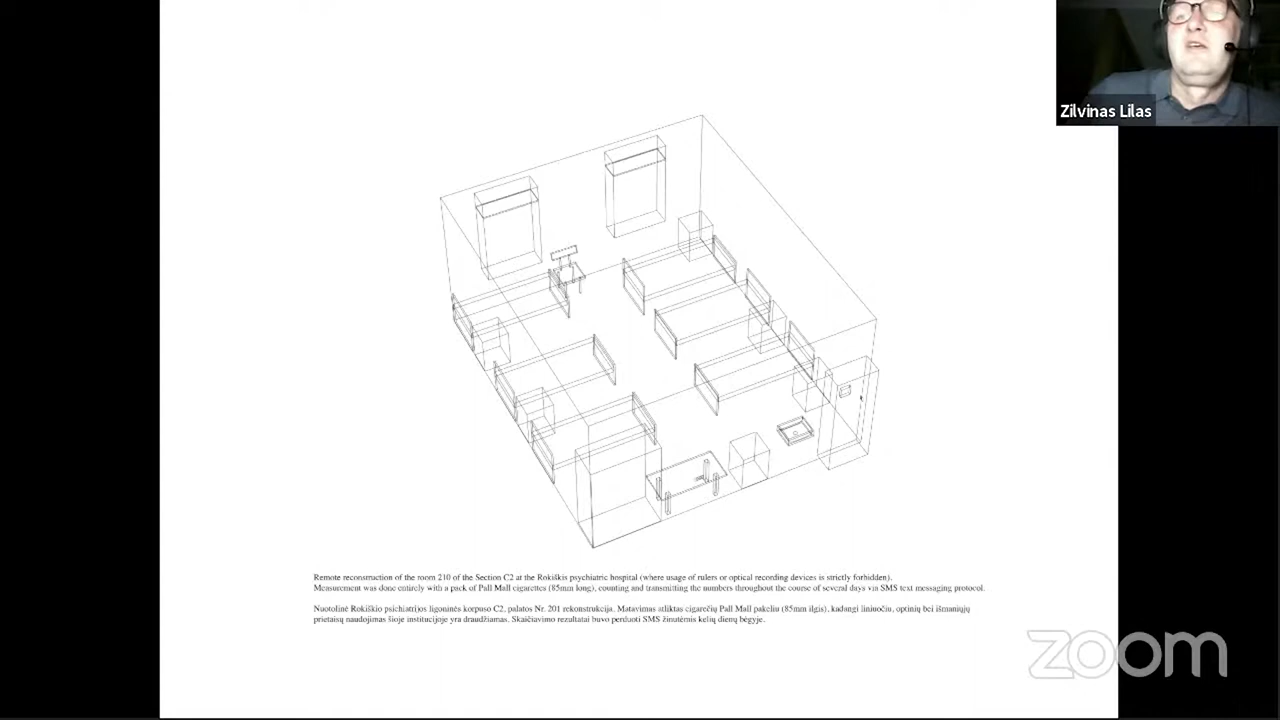 Zilvinas Lilas
Remote reconstruction of the room 210 of the Section C2 at the Rokiškis psychiatric hospital (where usage of rulers or optical recording devices is strictly forbidden).
Measurement was done entirely with a pack of Pall Mall cigarettes (85mm long), counting and transmitting the numbers throughout the course of several days via SMS text messaging protocol.
Nuotolinė Rokiškio psichiatrijos ligoninės korpuso C2, palatos Nr. 201 rekonstrukcija. Matavimas atliktas cigarečių Pall Mall pakeliu (85mm ilgis), kadangi liniuočių, optinių bei išmaniųjų
prietaisų naudojimas šioje institucijoje yra draudžiamas. Skaičiavimo rezultatai buvo perduoti SMS žinutėmis kelių dienų bėgyje.
zoom